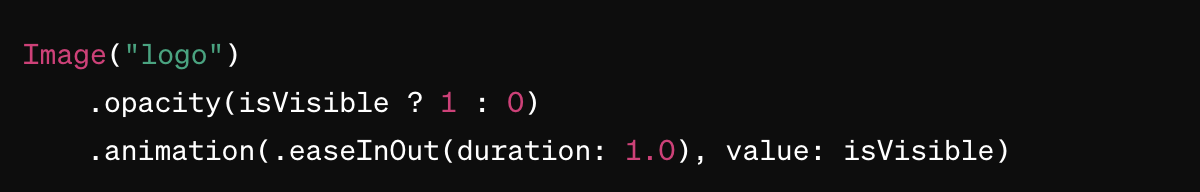 Image("logo")
    .opacity(isVisible ? 1 : 0)
    .animation(.easeInOut(duration: 1.0), value: isVisible)